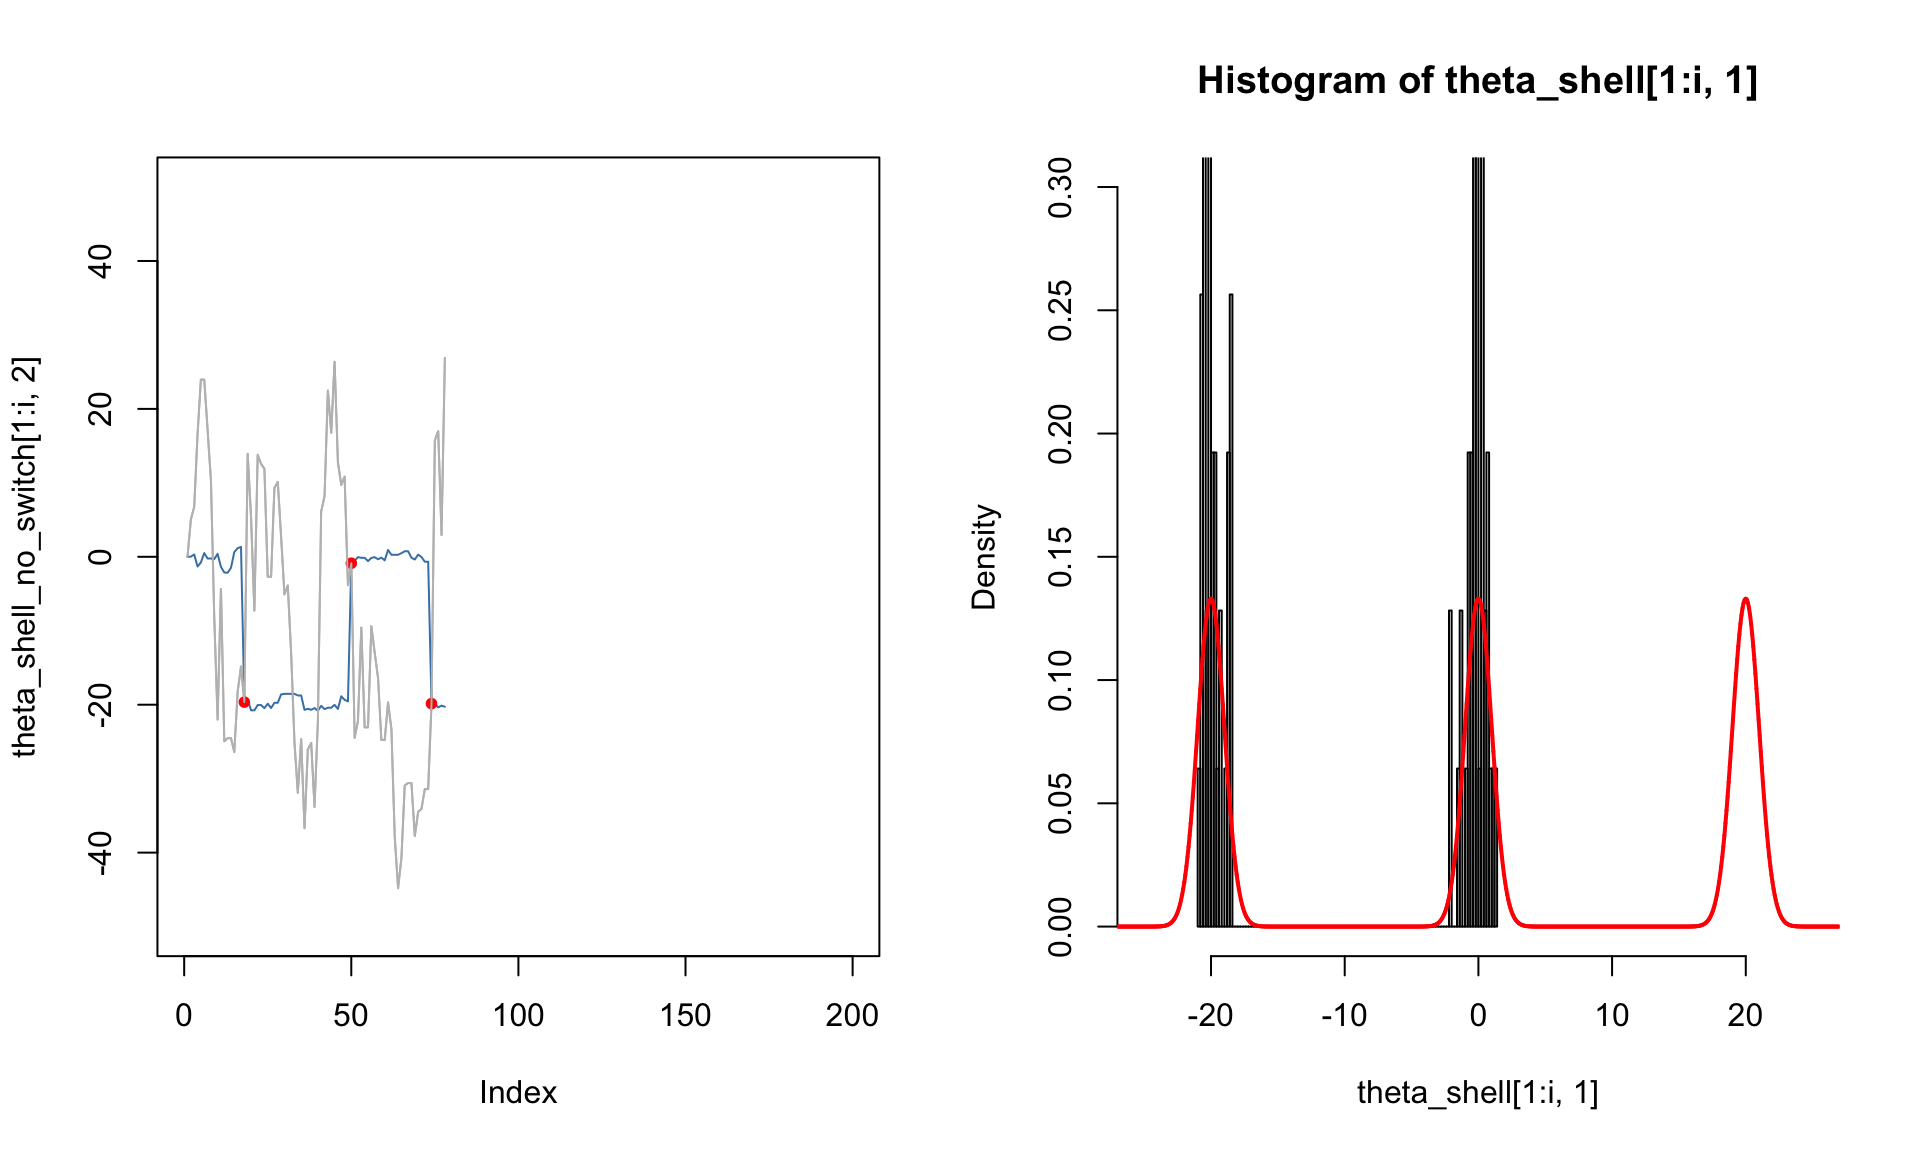 theta_shell_no_switch[1:i, 2]
40
20
0
-20
-40
0 50 100 150 200
Index
Histogram of theta_shell[1:i, 1]
Density
0.30
0.25
0.20
0.15
0.10
0.05
0.00
-20 -10 0 10 20
theta_shell[1:i, 1]